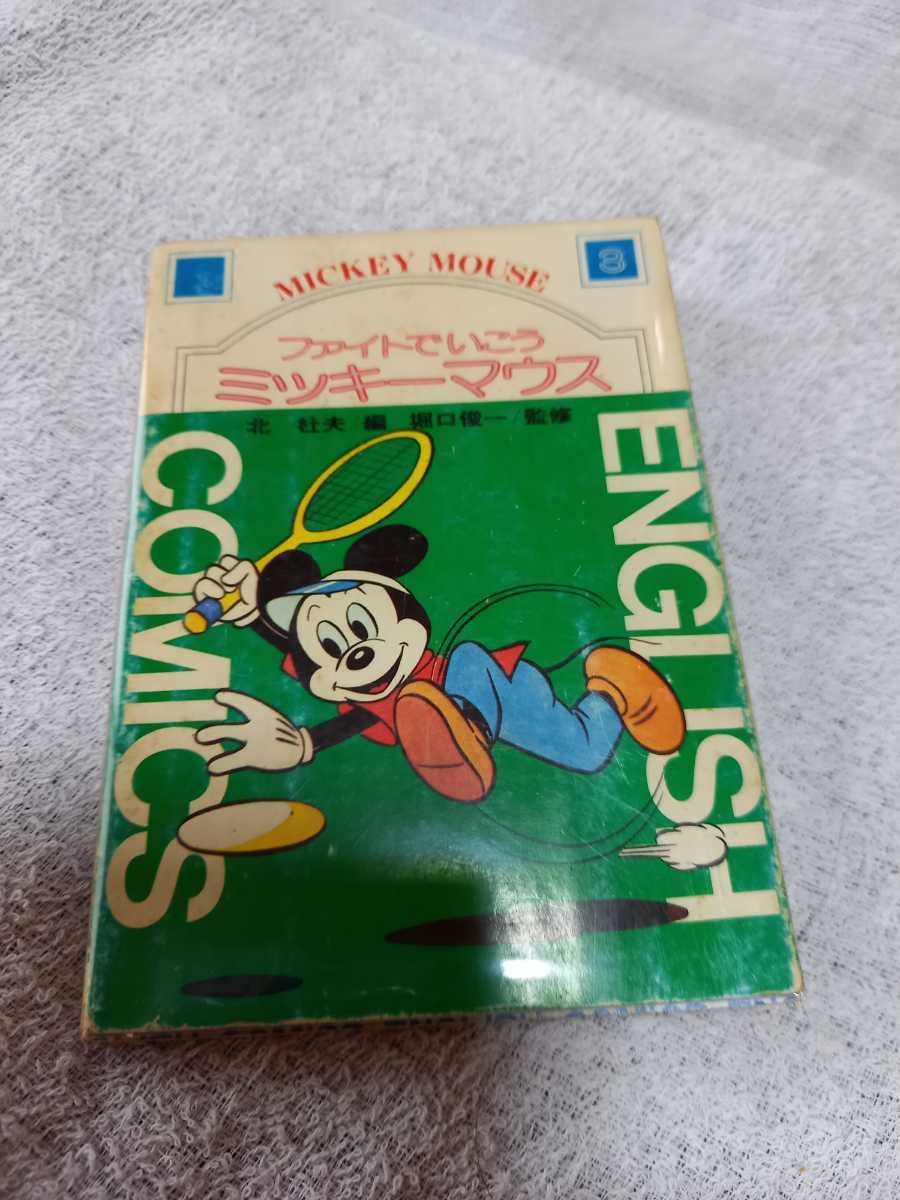 MICKEY MOUSE
3
ファイトでいこう
ミッキーマウス
北 杜夫/編 堀口俊一/監修
ENGLISH
COMICS